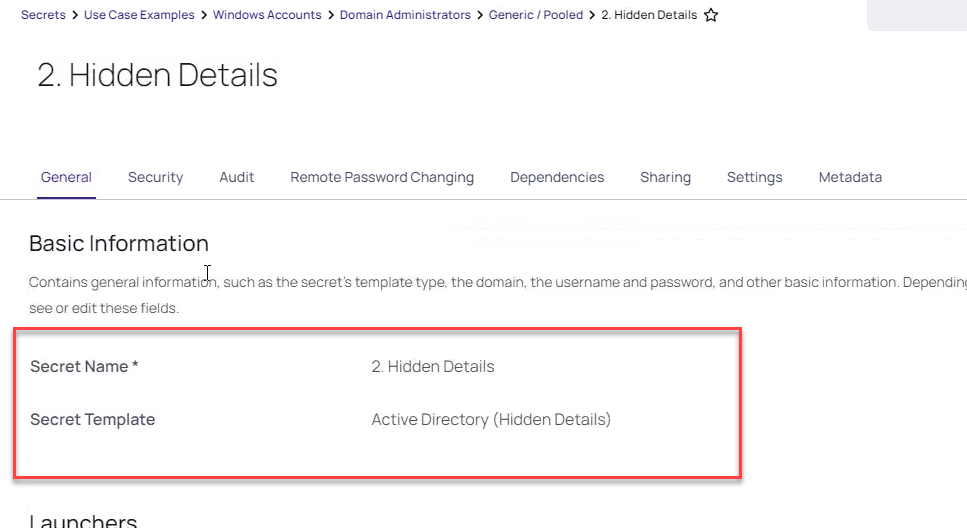 Secrets > Use Case Examples > Windows Accounts > Domain Administrators > Generic / Pooled > 2. Hidden Details
2. Hidden Details
General Security Audit Remote Password Changing Dependencies Sharing Settings Metadata
Basic Information
Contains general information, such as the secret's template type, the domain, the username and password, and other basic information. Depending
see or edit these fields.
Secret Name * 2. Hidden Details
Secret Template Active Directory (Hidden Details)
Launchers